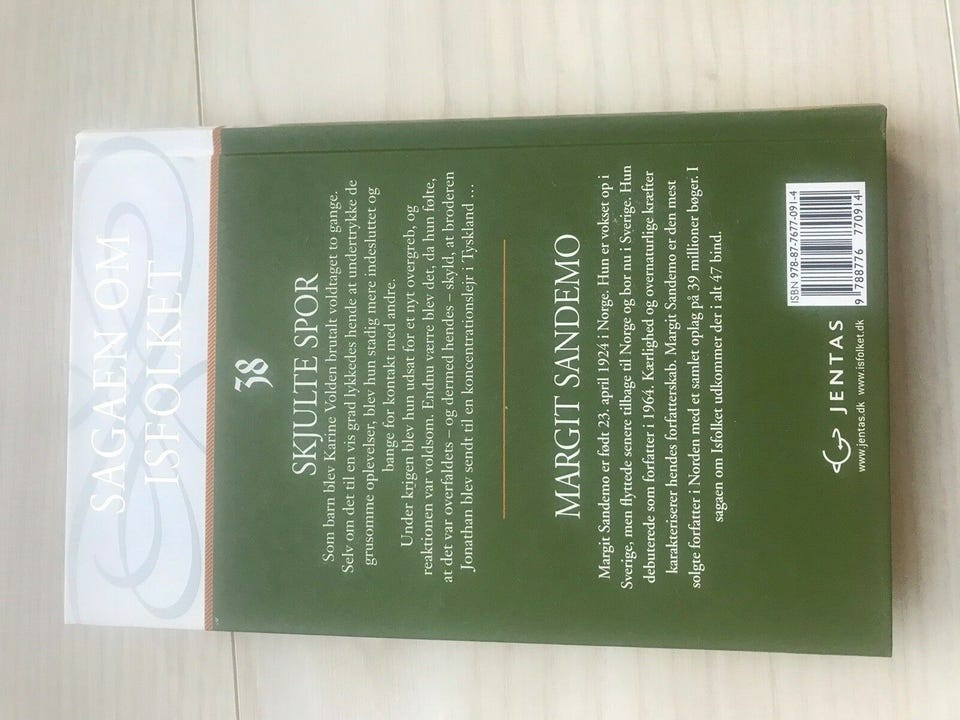 SAGAEN OM
ISFOLKET
38
SKJULTE SPOR
Som barn blev Karine Volden brutalt voldtaget to gange.
Selv om det til en vis grad lykkedes hende at undertrykke de
grusomme oplevelser, blev hun stadig mere indesluttet og
bange for kontakt med andre.
Under krigen blev hun udsat for et nyt overgreb, og
reaktionen var voldsom. Endnu værre blev det, da hun følte,
at det var overfaldets – og dermed hendes – skyld, at broderen
Jonathan blev sendt til en koncentrationslejr i Tyskland …
MARGIT SANDEMO
Margit Sandemo er født 23. april 1924 i Norge. Hun er vokset op i
Sverige, men flyttede senere tilbage til Norge og bor nu i Sverige. Hun
debuterede som forfatter i 1964. Kærlighed og overnaturlige kræfter
karakteriserer hendes forfatterskab. Margit Sandemo er den mest
solgte forfatter i Norden med et samlet oplag på 39 millioner bøger. I
sagaen om Isfolket udkommer der i alt 47 bind.
JENTAS
www.jentas.dk www.isfolket.dk
ISBN 978-87-7677-091-4
9 788776 770914